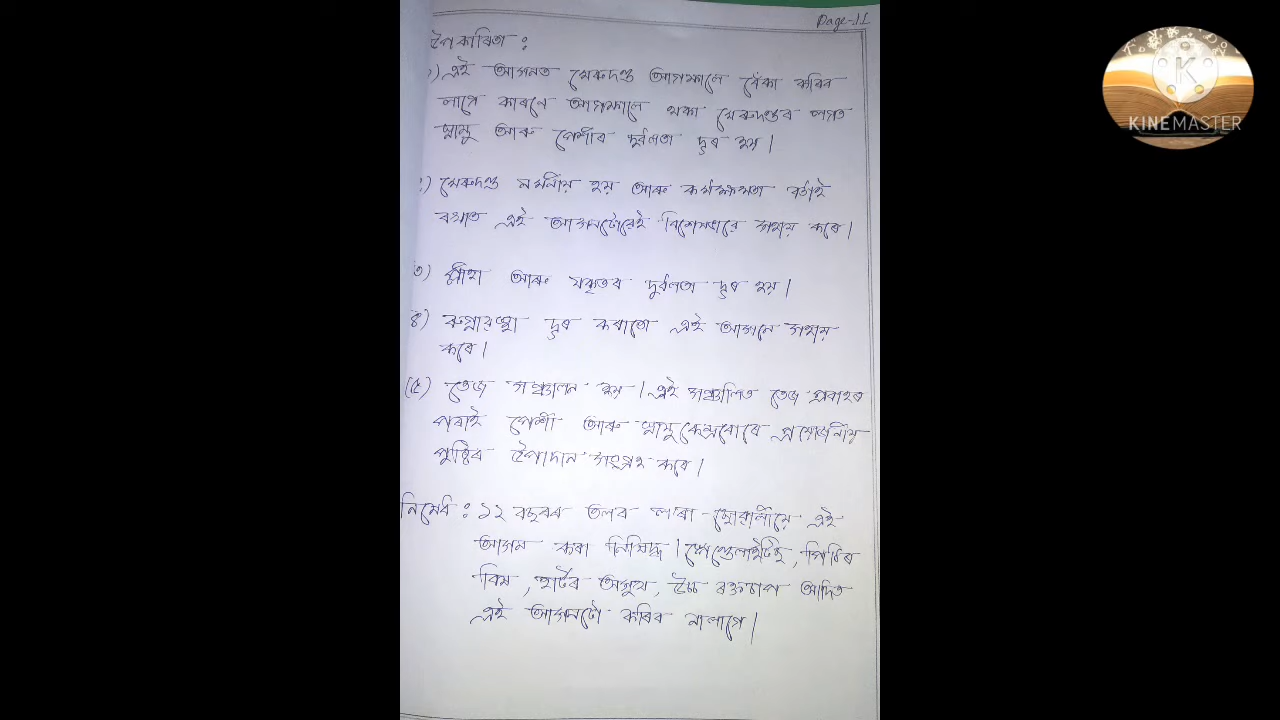 Page-11
উপকাৰিতা :
১) এই আসনত মেৰুদণ্ড আগফালে বেঁকা কৰিব
লাগে কাৰণে আগফালে থকা মেৰুদণ্ডৰ লগত
স্নায়ু আৰু পেশীৰ দুৰ্বলতা দূৰ হয়।
২) মেৰুদণ্ড নমনীয় হয় আৰু কৰ্মক্ষমতা বঢ়াই
ৰখাত এই আসনটোৱেই বিশেষভাৱে সহায় কৰে।
৩) প্লীহা আৰু যকৃতৰ দুৰ্বলতা দূৰ হয়।
৪) ৰুগ্নাৱস্থা দূৰ কৰাতো এই আসনে সহায়
কৰে।
(৫) তেজ সঞ্চালন হয়। এই সঞ্চালিত তেজ প্ৰবাহৰ
পৰাই পেশী আৰু স্নায়ুকেন্দ্ৰবোৰে প্ৰয়োজনীয়
পুষ্টিৰ উপাদান সংগ্ৰহ কৰে।
নিষেধ : ১২ বছৰৰ তলৰ ল'ৰা-ছোৱালীয়ে এই
আসন কৰা নিষিদ্ধ। স্পণ্ডেলাইটিছ, পিঠিৰ
বিষ, হাৰ্টৰ অসুখ, উচ্চ ৰক্তচাপ আদিত
এই আসনটো কৰিব নালাগে।
KINEMASTER